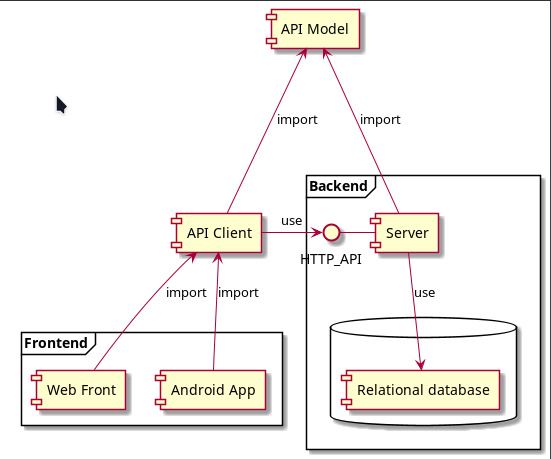 API Model
import
import
Backend
API Client
use
Server
HTTP_API
import
import
use
Frontend
Web Front
Android App
Relational database